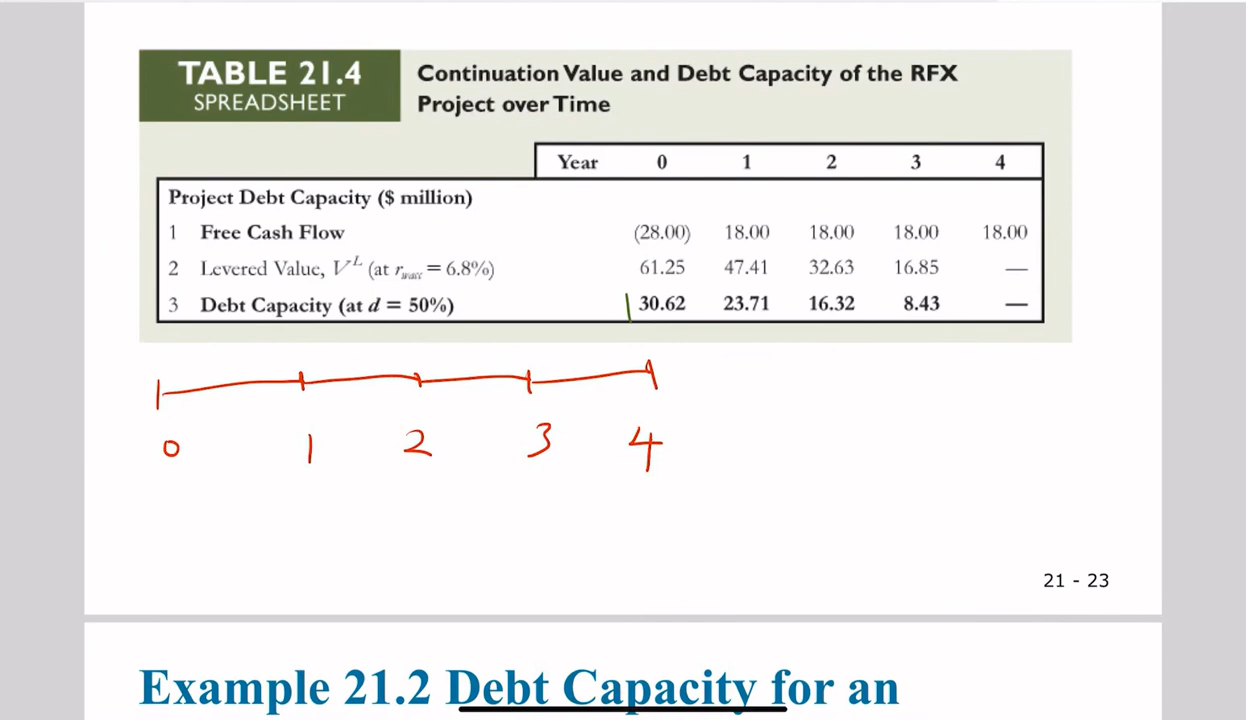 TABLE 21.4
SPREADSHEET
Continuation Value and Debt Capacity of the RFX
Project over Time
Year 0 1 2 3 4
Project Debt Capacity ($ million)
1 Free Cash Flow (28.00) 18.00 18.00 18.00 18.00
2 Levered Value, V^L (at r_wacc = 6.8%) 61.25 47.41 32.63 16.85 —
3 Debt Capacity (at d = 50%) 30.62 23.71 16.32 8.43 —
0 1 2 3 4
21 - 23
Example 21.2 Debt Capacity for an